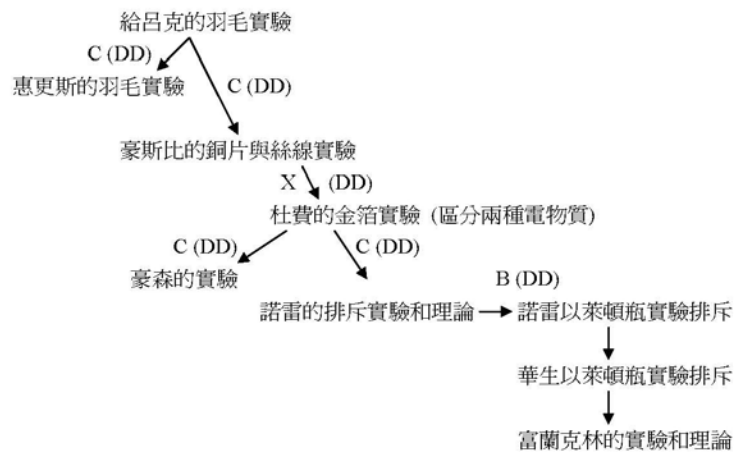 給呂克的羽毛實驗
C (DD)
惠更斯的羽毛實驗
C (DD)
豪斯比的銅片與絲線實驗
X (DD)
杜費的金箔實驗 (區分兩種電物質)
C (DD)
C (DD)
豪森的實驗
B (DD)
諾雷的排斥實驗和理論
諾雷以萊頓瓶實驗排斥
華生以萊頓瓶實驗排斥
富蘭克林的實驗和理論